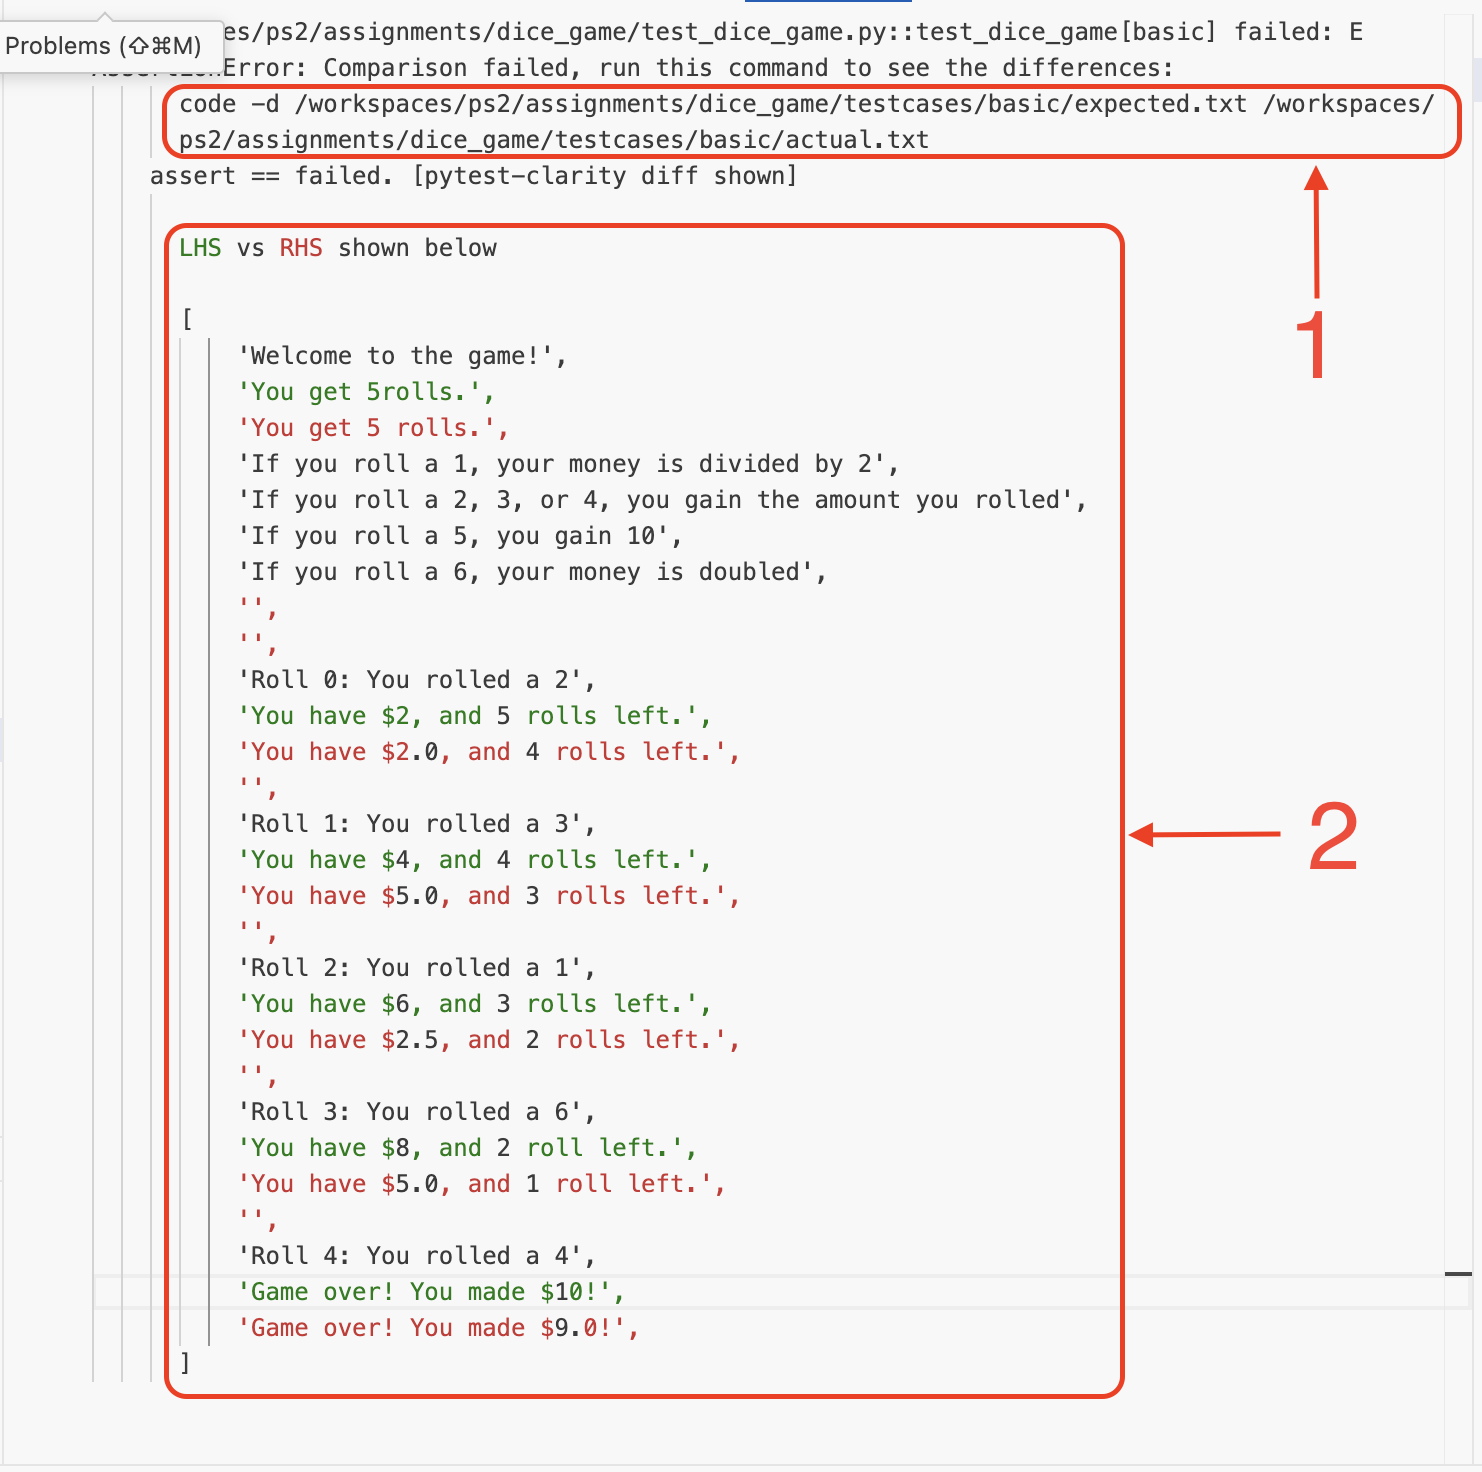 es/ps2/assignments/dice_game/test_dice_game.py::test_dice_game[basic] failed: E
Problems (⇧⌘M)
AssertionError: Comparison failed, run this command to see the differences:
code -d /workspaces/ps2/assignments/dice_game/testcases/basic/expected.txt /workspaces/
ps2/assignments/dice_game/testcases/basic/actual.txt
assert == failed. [pytest-clarity diff shown]
LHS vs RHS shown below
[
'Welcome to the game!',
'You get 5rolls.',
'You get 5 rolls.',
'If you roll a 1, your money is divided by 2',
'If you roll a 2, 3, or 4, you gain the amount you rolled',
'If you roll a 5, you gain 10',
'If you roll a 6, your money is doubled',
'',
'',
'Roll 0: You rolled a 2',
'You have $2, and 5 rolls left.',
'You have $2.0, and 4 rolls left.',
'',
'Roll 1: You rolled a 3',
'You have $4, and 4 rolls left.',
'You have $5.0, and 3 rolls left.',
'',
'Roll 2: You rolled a 1',
'You have $6, and 3 rolls left.',
'You have $2.5, and 2 rolls left.',
'',
'Roll 3: You rolled a 6',
'You have $8, and 2 roll left.',
'You have $5.0, and 1 roll left.',
'',
'Roll 4: You rolled a 4',
'Game over! You made $10!',
'Game over! You made $9.0!',
]
1
2